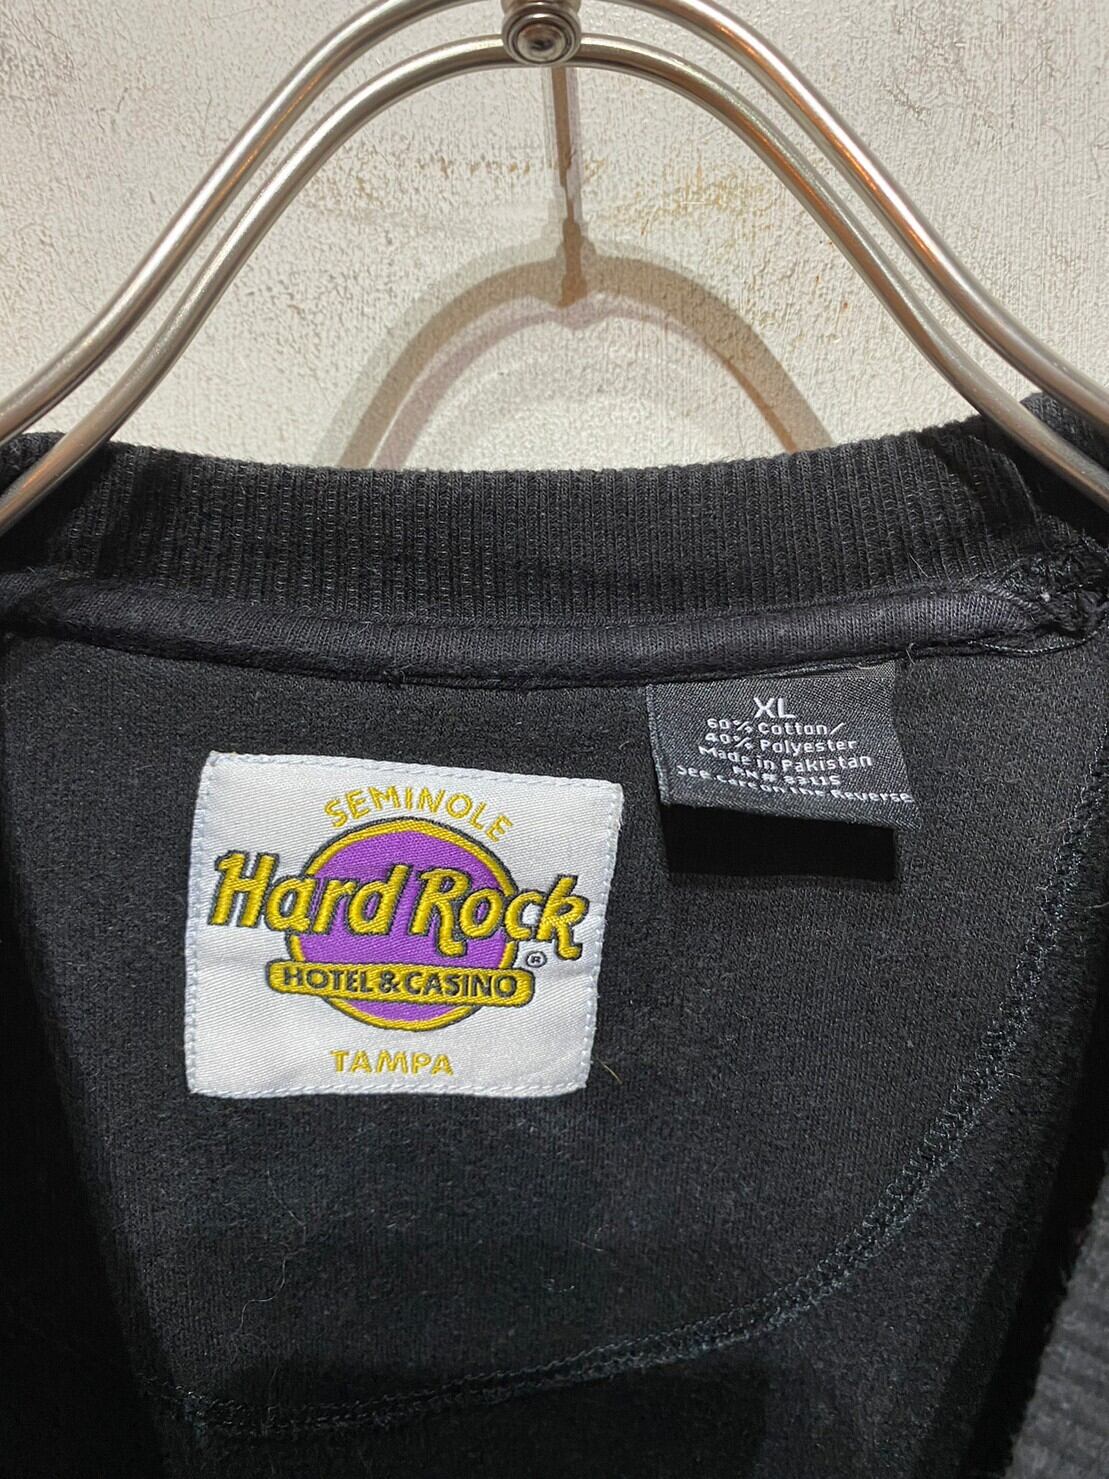 SEMINOLE
Hard Rock
®
HOTEL & CASINO
TAMPA
XL
60% Cotton/
40% Polyester
Made in Pakistan
RN# 93115
See Care on the Reverse